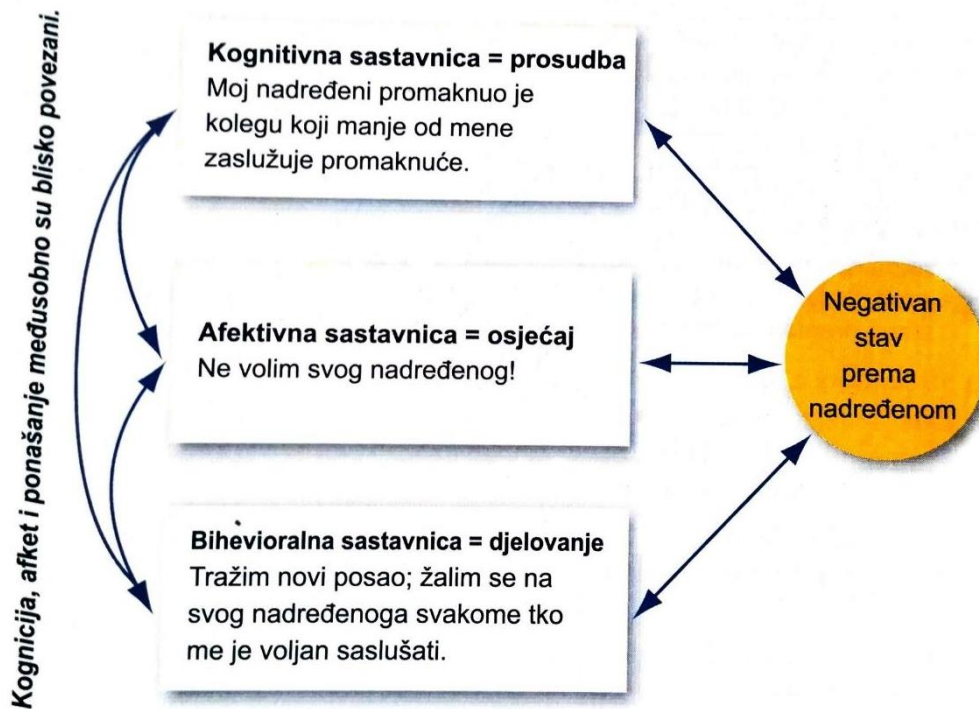 Kognicija, afket i ponašanje međusobno su blisko povezani.
Kognitivna sastavnica = prosudba
Moj nadređeni promaknuo je
kolegu koji manje od mene
zaslužuje promaknuće.
Afektivna sastavnica = osjećaj
Ne volim svog nadređenog!
Bihevioralna sastavnica = djelovanje
Tražim novi posao; žalim se na
svog nadređenoga svakome tko
me je voljan saslušati.
Negativan
stav
prema
nadređenom